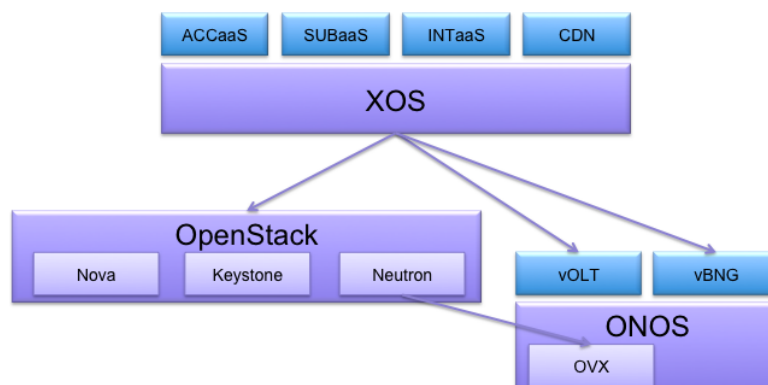 ACCaaS SUBaaS INTaaS CDN
XOS
OpenStack
Nova Keystone Neutron
vOLT vBNG
ONOS
OVX